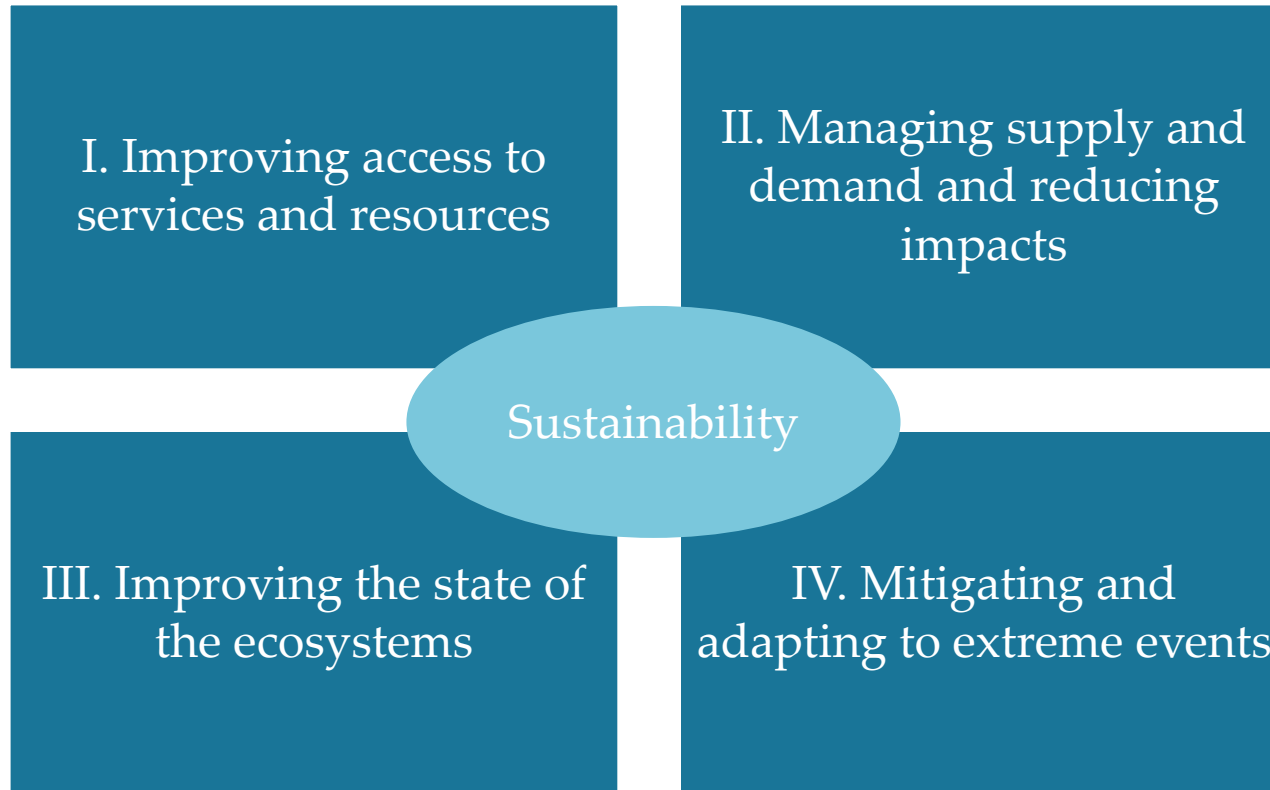 I. Improving access to
services and resources
II. Managing supply and
demand and reducing
impacts
Sustainability
III. Improving the state of
the ecosystems
IV. Mitigating and
adapting to extreme events